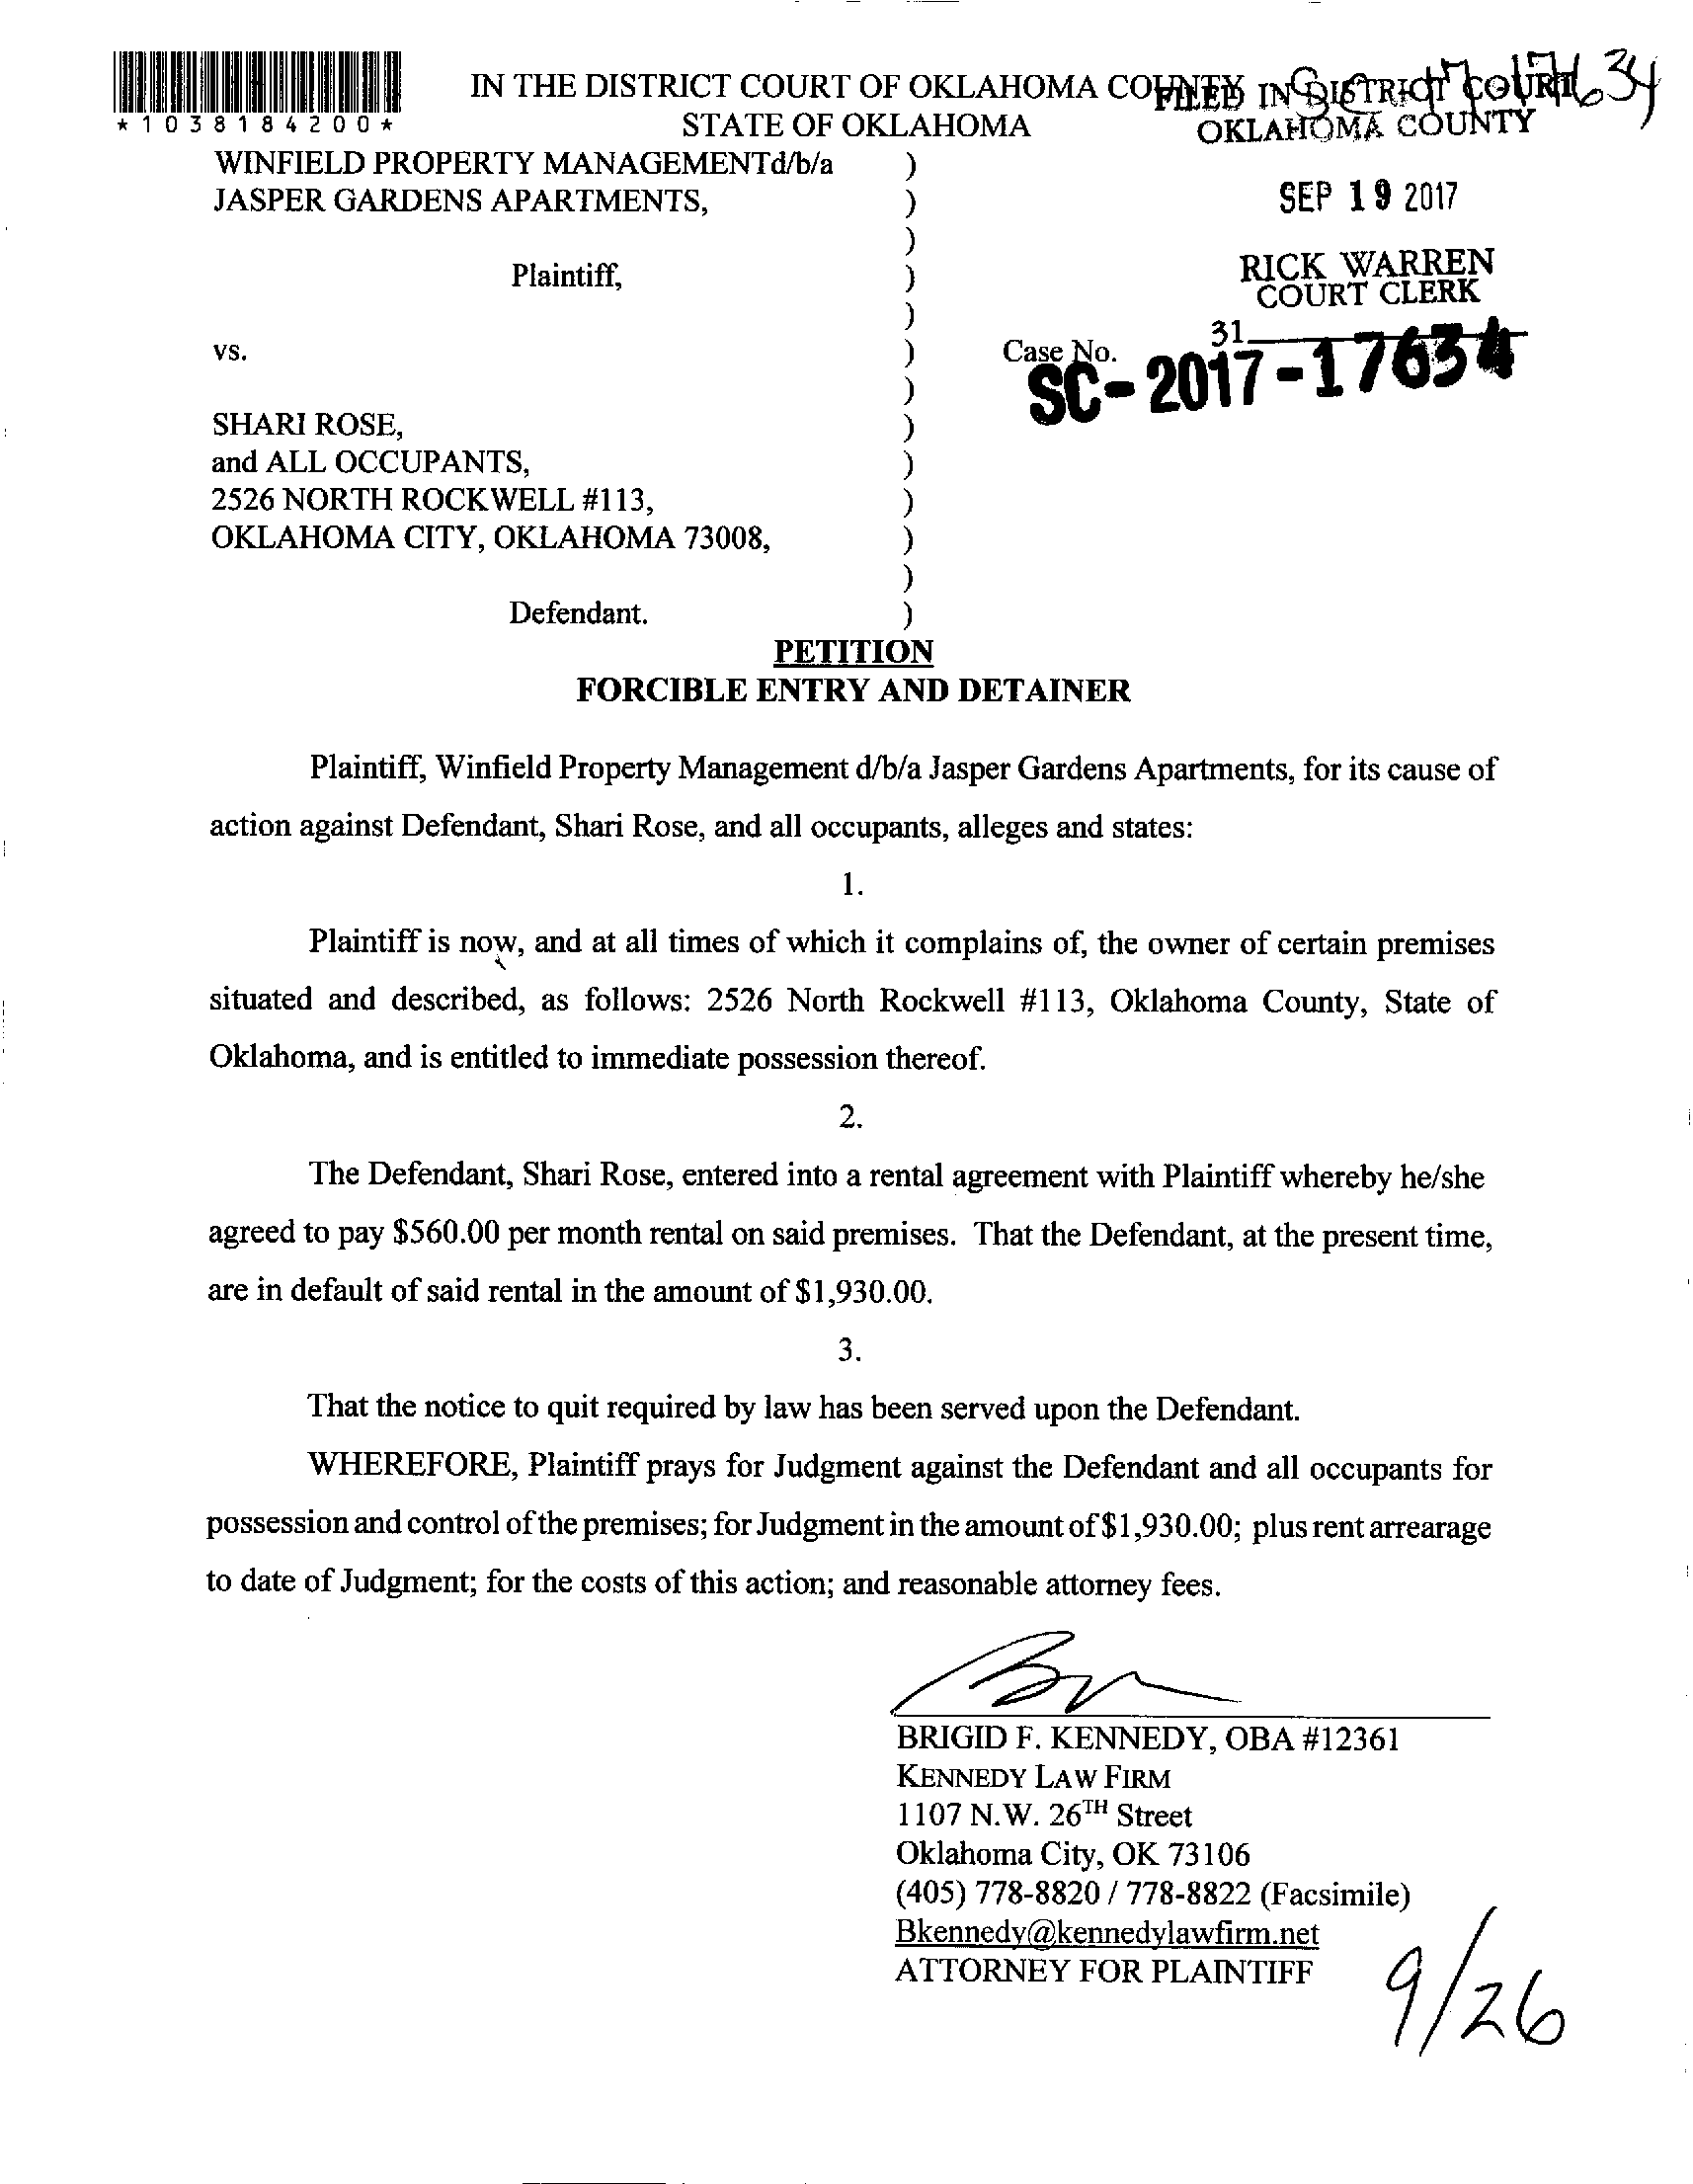 *1038184200*
IN THE DISTRICT COURT OF OKLAHOMA COUNTY
STATE OF OKLAHOMA
FILED IN DISTRICT COURT
OKLAHOMA COUNTY
SEP 19 2017
RICK WARREN
COURT CLERK
31
WINFIELD PROPERTY MANAGEMENTd/b/a )
JASPER GARDENS APARTMENTS, )
)
Plaintiff, )
)
vs. ) Case No.
SC-2017-17634
)
SHARI ROSE, )
and ALL OCCUPANTS, )
2526 NORTH ROCKWELL #113, )
OKLAHOMA CITY, OKLAHOMA 73008, )
)
Defendant. )
PETITION
FORCIBLE ENTRY AND DETAINER
Plaintiff, Winfield Property Management d/b/a Jasper Gardens Apartments, for its cause of
action against Defendant, Shari Rose, and all occupants, alleges and states:
1.
Plaintiff is now, and at all times of which it complains of, the owner of certain premises
situated and described, as follows: 2526 North Rockwell #113, Oklahoma County, State of
Oklahoma, and is entitled to immediate possession thereof.
2.
The Defendant, Shari Rose, entered into a rental agreement with Plaintiff whereby he/she
agreed to pay $560.00 per month rental on said premises. That the Defendant, at the present time,
are in default of said rental in the amount of $1,930.00.
3.
That the notice to quit required by law has been served upon the Defendant.
WHEREFORE, Plaintiff prays for Judgment against the Defendant and all occupants for
possession and control of the premises; for Judgment in the amount of $1,930.00; plus rent arrearage
to date of Judgment; for the costs of this action; and reasonable attorney fees.
BRIGID F. KENNEDY, OBA #12361
KENNEDY LAW FIRM
1107 N.W. 26TH Street
Oklahoma City, OK 73106
(405) 778-8820 / 778-8822 (Facsimile)
Bkennedy@kennedylawfirm.net
ATTORNEY FOR PLAINTIFF
9/26